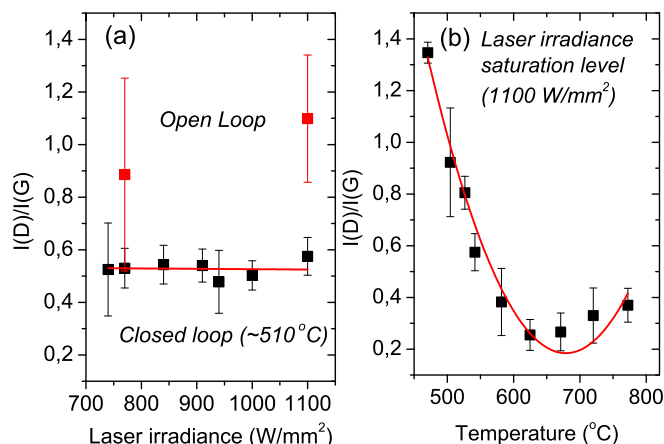 (a)
Open Loop
Closed loop (~510 °C)
I(D)/I(G)
1,4
1,2
1,0
0,8
0,6
0,4
0,2
700 800 900 1000 1100
Laser irradiance (W/mm²)
(b)
Laser irradiance
saturation level
(1100 W/mm²)
I(D)/I(G)
1,4
1,2
1,0
0,8
0,6
0,4
0,2
500 600 700 800
Temperature (°C)